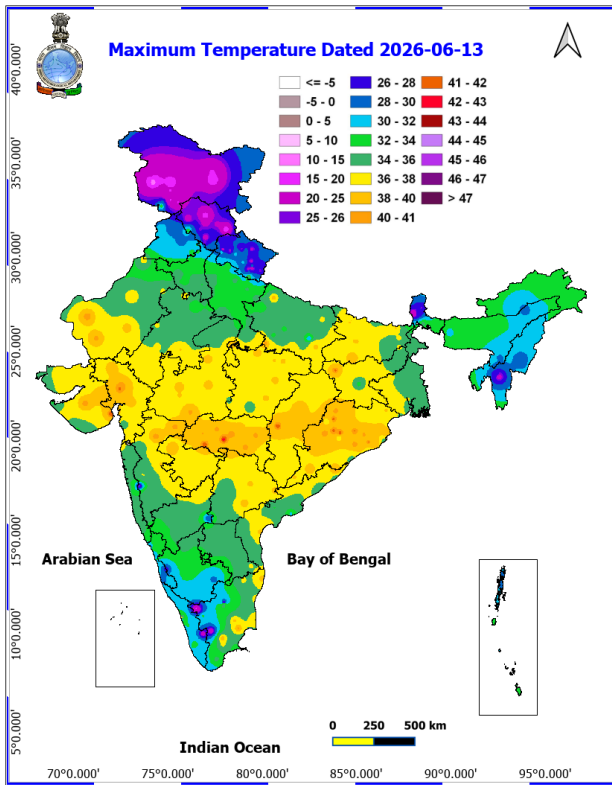 Maximum Temperature Dated 2026-06-13
<= -5
-5 - 0
0 - 5
5 - 10
10 - 15
15 - 20
20 - 25
25 - 26
26 - 28
28 - 30
30 - 32
32 - 34
34 - 36
36 - 38
38 - 40
40 - 41
41 - 42
42 - 43
43 - 44
44 - 45
45 - 46
46 - 47
> 47
40°0.000'
35°0.000'
30°0.000'
25°0.000'
20°0.000'
15°0.000'
10°0.000'
5°0.000'
Arabian Sea
Bay of Bengal
0 250 500 km
Indian Ocean
70°0.000' 75°0.000' 80°0.000' 85°0.000' 90°0.000' 95°0.000'